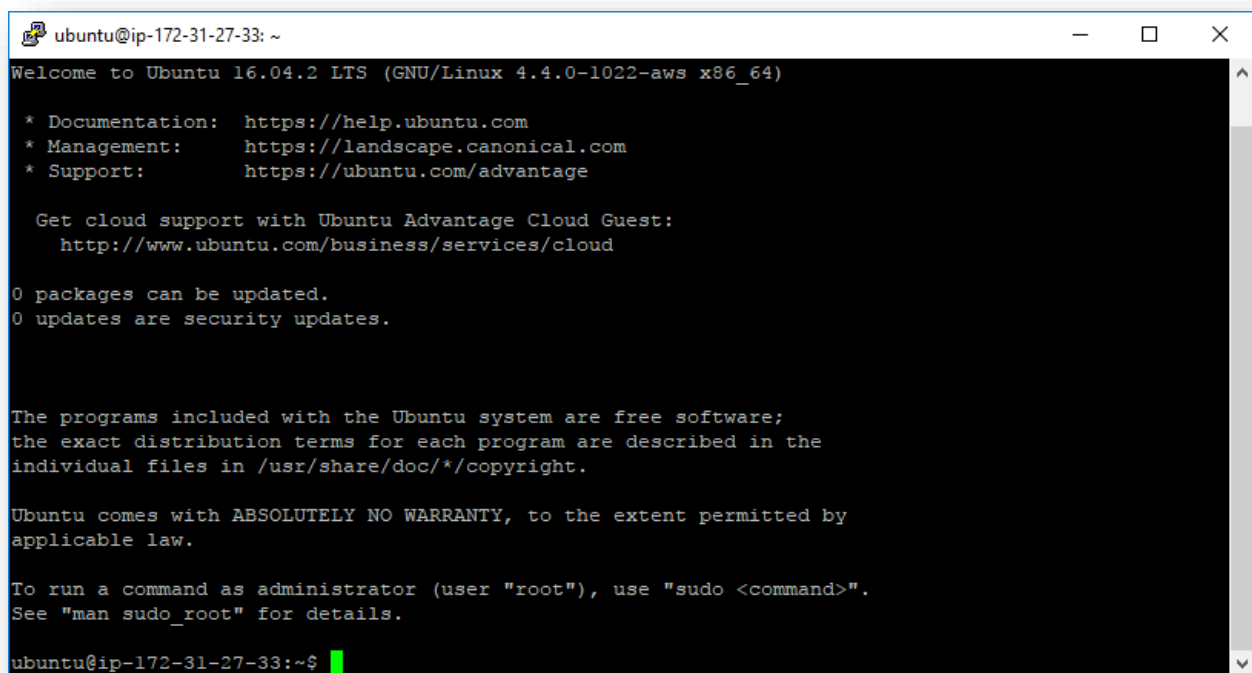 ubuntu@ip-172-31-27-33: ~
Welcome to Ubuntu 16.04.2 LTS (GNU/Linux 4.4.0-1022-aws x86_64)
* Documentation:  https://help.ubuntu.com
* Management:     https://landscape.canonical.com
* Support:        https://ubuntu.com/advantage
Get cloud support with Ubuntu Advantage Cloud Guest:
http://www.ubuntu.com/business/services/cloud
0 packages can be updated.
0 updates are security updates.
The programs included with the Ubuntu system are free software;
the exact distribution terms for each program are described in the
individual files in /usr/share/doc/*/copyright.
Ubuntu comes with ABSOLUTELY NO WARRANTY, to the extent permitted by
applicable law.
To run a command as administrator (user "root"), use "sudo <command>".
See "man sudo_root" for details.
ubuntu@ip-172-31-27-33:~$